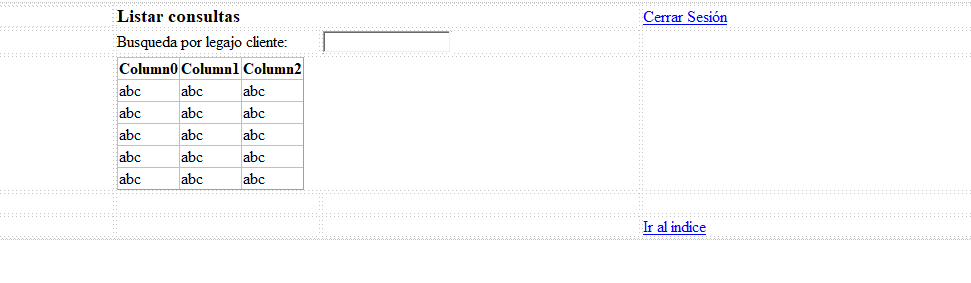 Listar consultas
Cerrar Sesión
Busqueda por legajo cliente:
Column0 Column1 Column2
abc abc abc
abc abc abc
abc abc abc
abc abc abc
abc abc abc
Ir al indice